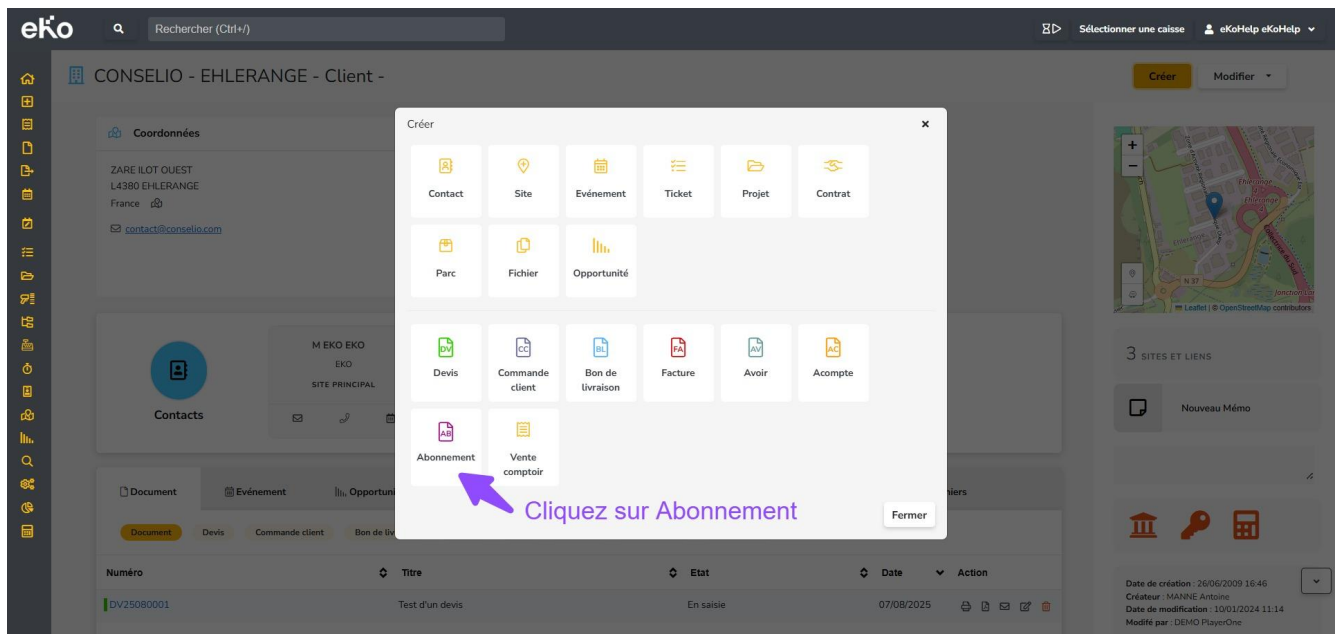 eko
Rechercher (Ctrl+/)
Sélectionner une caisse
eKoHelp eKoHelp
CONSELIO - EHLERANGE - Client -
Créer
Modifier
Coordonnées
ZARE ILOT OUEST
L4380 EHLERANGE
France
contact@conselio.com
Créer
Contact
Site
Evénement
Ticket
Projet
Contrat
Parc
Fichier
Opportunité
DV
CC
BL
FA
AV
AC
Devis
Commande client
Bon de livraison
Facture
Avoir
Acompte
AB
Abonnement
Vente comptoir
Cliquez sur Abonnement
Fermer
M EKO EKO
EKO
SITE PRINCIPAL
Contacts
+
−
Ehlerange
Ehlerange
Ehlerange
N 37
Leaflet | © OpenStreetMap contributors
3 SITES ET LIENS
Nouveau Mémo
Document
Evénement
Opportuni
hiers
Document
Devis
Commande client
Bon de liv
Numéro
Titre
Etat
Date
Action
DV25080001
Test d'un devis
En saisie
07/08/2025
Date de création : 26/06/2009 16:46
Créateur : MANNE Antoine
Date de modification : 10/01/2024 11:14
Modifié par : DEMO PlayerOne